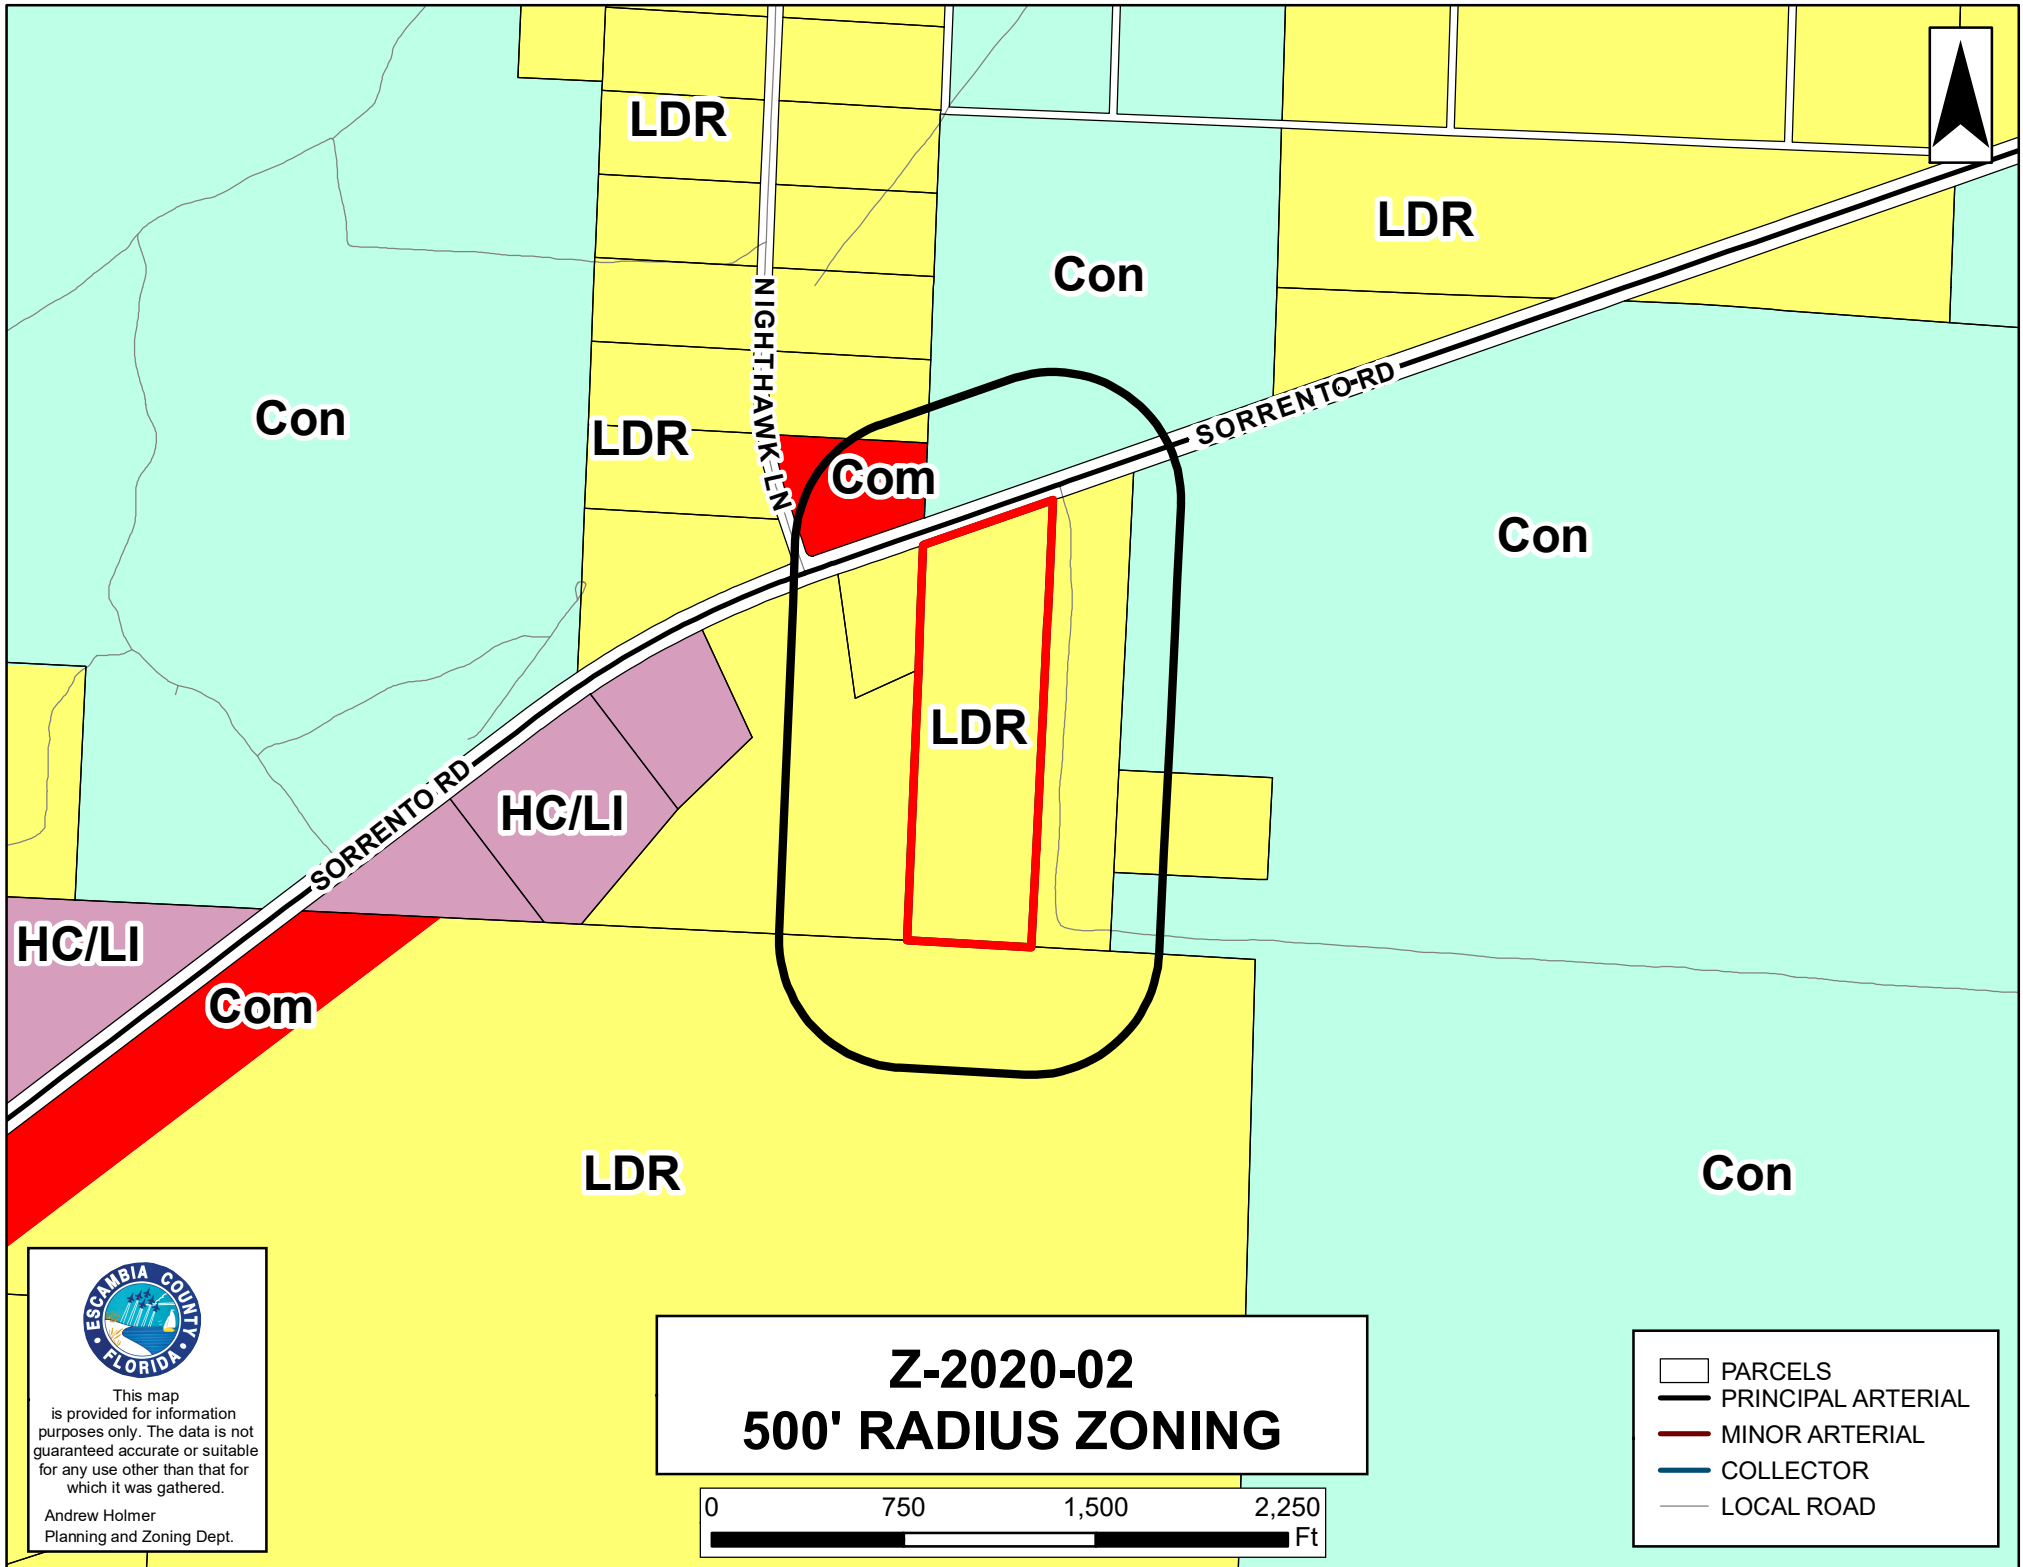 LDR
LDR
Con
NIGHTHAWK LN
Con
LDR
Com
SORRENTO RD
Con
LDR
SORRENTO RD
HC/LI
HC/LI
Com
LDR
Con
ESCAMBIA COUNTY
FLORIDA
This map
is provided for information
purposes only. The data is not
guaranteed accurate or suitable
for any use other than that for
which it was gathered.
Andrew Holmer
Planning and Zoning Dept.
Z-2020-02
500' RADIUS ZONING
0 750 1,500 2,250
Ft
PARCELS
PRINCIPAL ARTERIAL
MINOR ARTERIAL
COLLECTOR
LOCAL ROAD